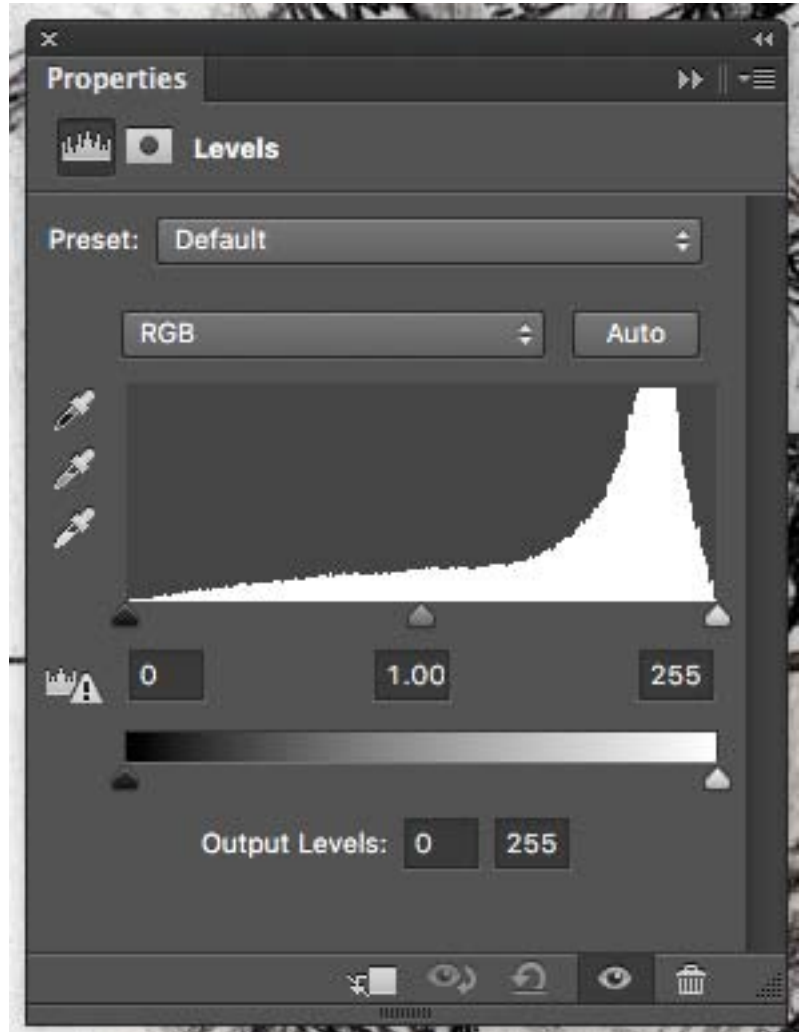 Properties
Levels
Preset: Default
RGB Auto
0 1.00 255
Output Levels: 0 255